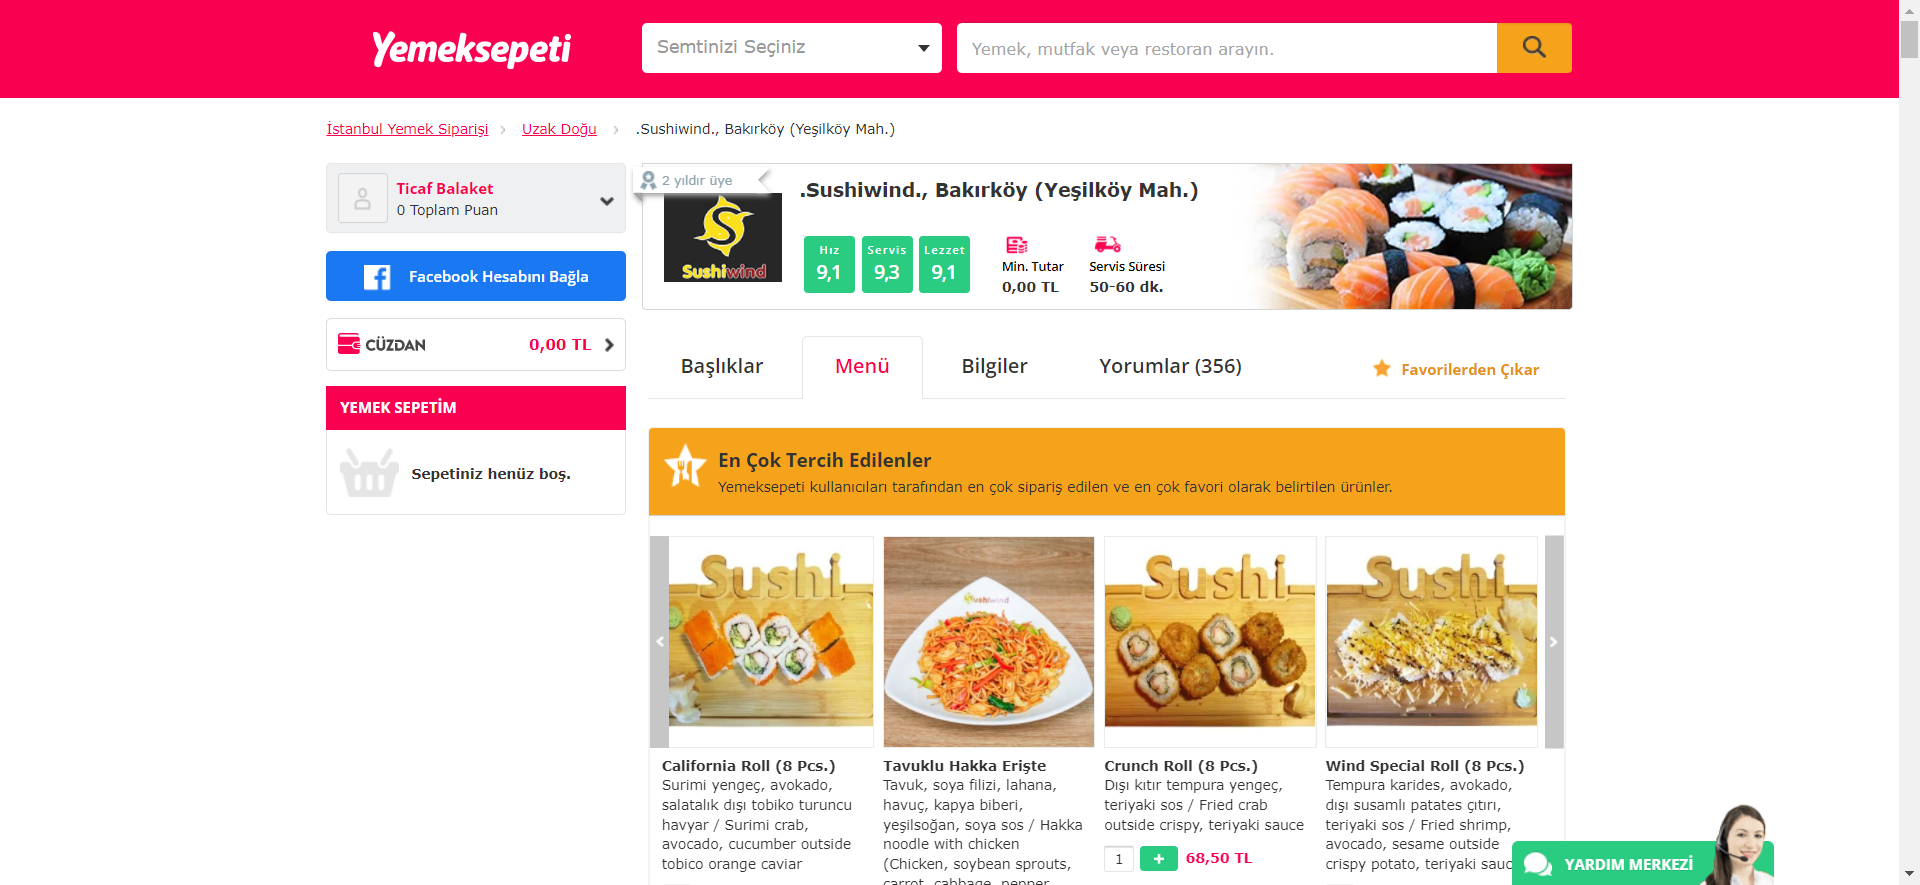 Yemeksepeti
Semtinizi Seçiniz
Yemek, mutfak veya restoran arayın.
İstanbul Yemek Siparişi › Uzak Doğu › .Sushiwind., Bakırköy (Yeşilköy Mah.)
Ticaf Balaket
0 Toplam Puan
Facebook Hesabını Bağla
CÜZDAN 0,00 TL
YEMEK SEPETİM
Sepetiniz henüz boş.
2 yıldır üye
Sushiwind
.Sushiwind., Bakırköy (Yeşilköy Mah.)
Hız
9,1
Servis
9,3
Lezzet
9,1
Min. Tutar
0,00 TL
Servis Süresi
50-60 dk.
Başlıklar
Menü
Bilgiler
Yorumlar (356)
Favorilerden Çıkar
En Çok Tercih Edilenler
Yemeksepeti kullanıcıları tarafından en çok sipariş edilen ve en çok favori olarak belirtilen ürünler.
Sushi
Sushiwind
Sushi
Sushi
California Roll (8 Pcs.)
Surimi yengeç, avokado,
salatalık dışı tobiko turuncu
havyar / Surimi crab,
avocado, cucumber outside
tobico orange caviar
Tavuklu Hakka Erişte
Tavuk, soya filizi, lahana,
havuç, kapya biberi,
yeşilsoğan, soya sos / Hakka
noodle with chicken
(Chicken, soybean sprouts,
carrot, cabbage, pepper,
Crunch Roll (8 Pcs.)
Dışı kıtır tempura yengeç,
teriyaki sos / Fried crab
outside crispy, teriyaki sauce
1 + 68,50 TL
Wind Special Roll (8 Pcs.)
Tempura karides, avokado,
dışı susamlı patates çıtırı,
teriyaki sos / Fried shrimp,
avocado, sesame outside
crispy potato, teriyaki sauc
YARDIM MERKEZİ